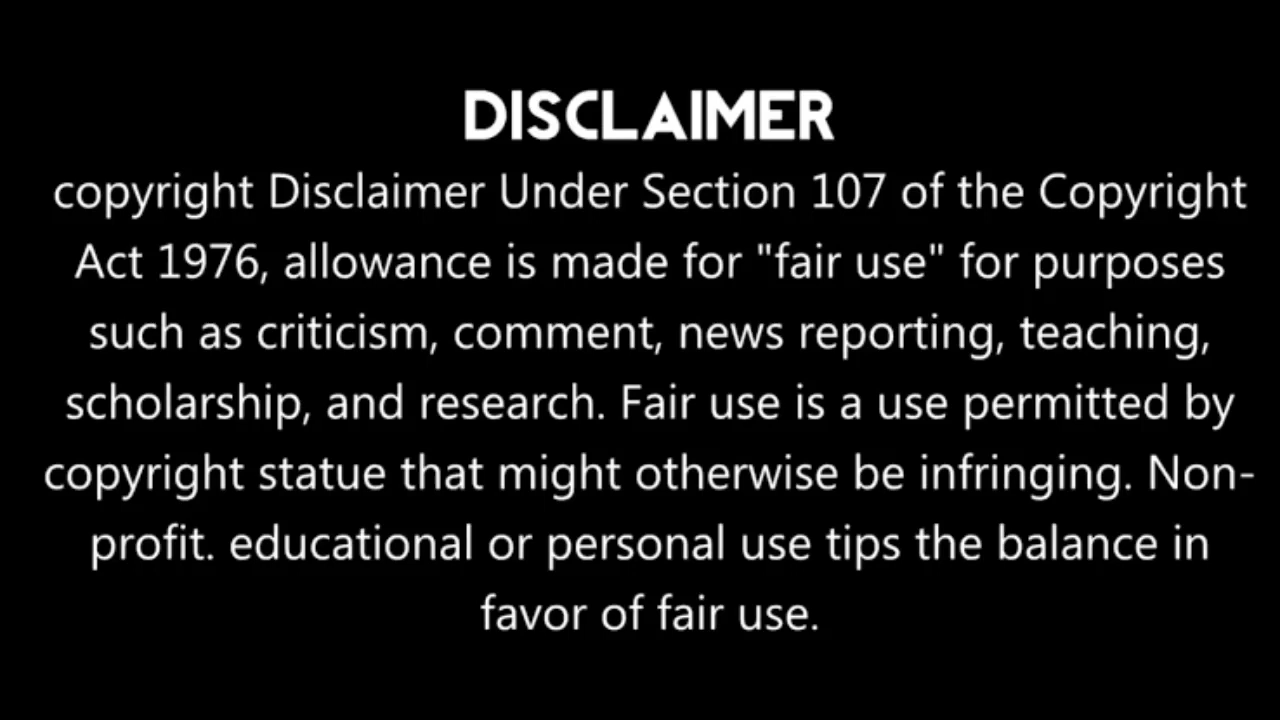 DISCLAIMER
copyright Disclaimer Under Section 107 of the Copyright
Act 1976, allowance is made for "fair use" for purposes
such as criticism, comment, news reporting, teaching,
scholarship, and research. Fair use is a use permitted by
copyright statue that might otherwise be infringing. Non-
profit. educational or personal use tips the balance in
favor of fair use.